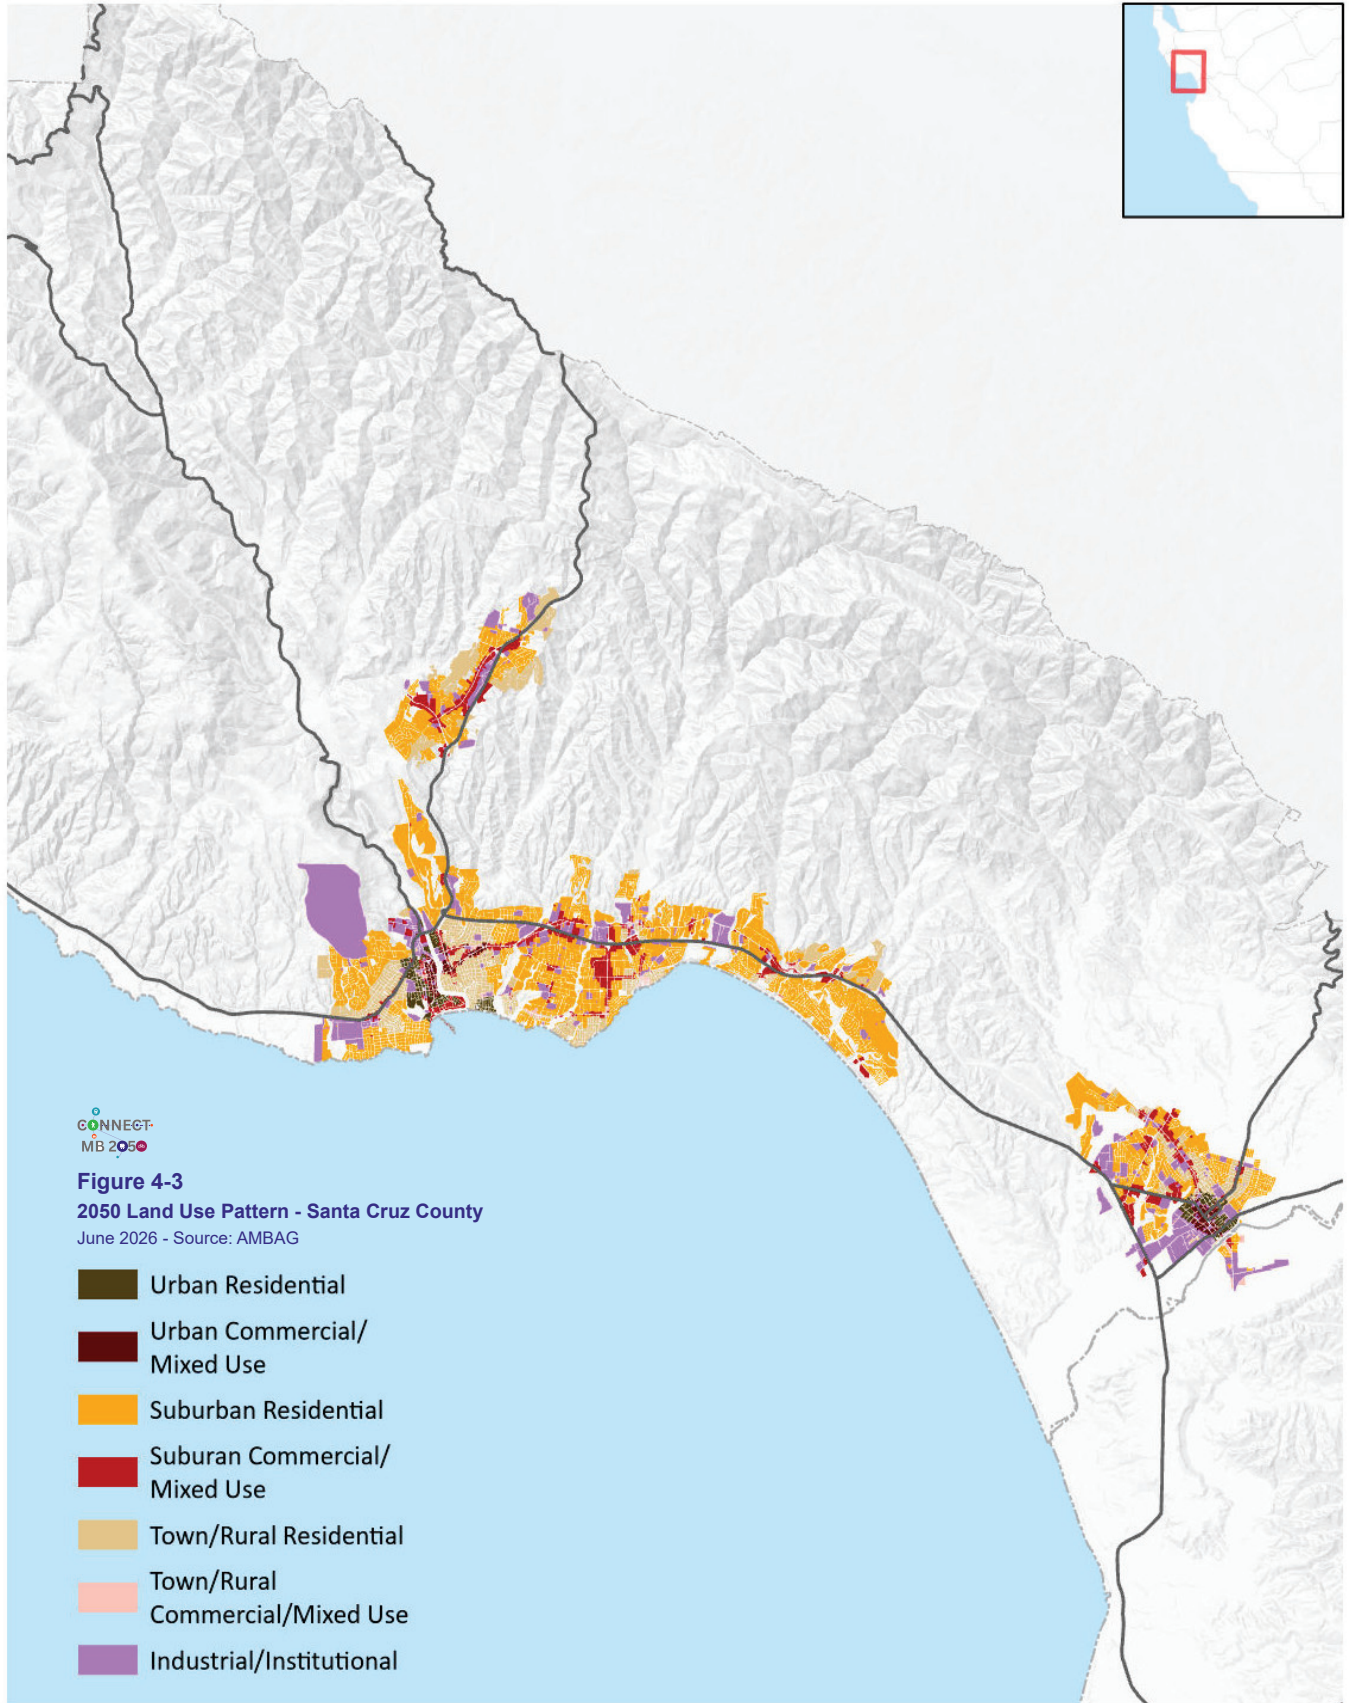 CONNECT
MB 2050
Figure 4-3
2050 Land Use Pattern - Santa Cruz County
June 2026 - Source: AMBAG
Urban Residential
Urban Commercial/
Mixed Use
Suburban Residential
Suburan Commercial/
Mixed Use
Town/Rural Residential
Town/Rural
Commercial/Mixed Use
Industrial/Institutional